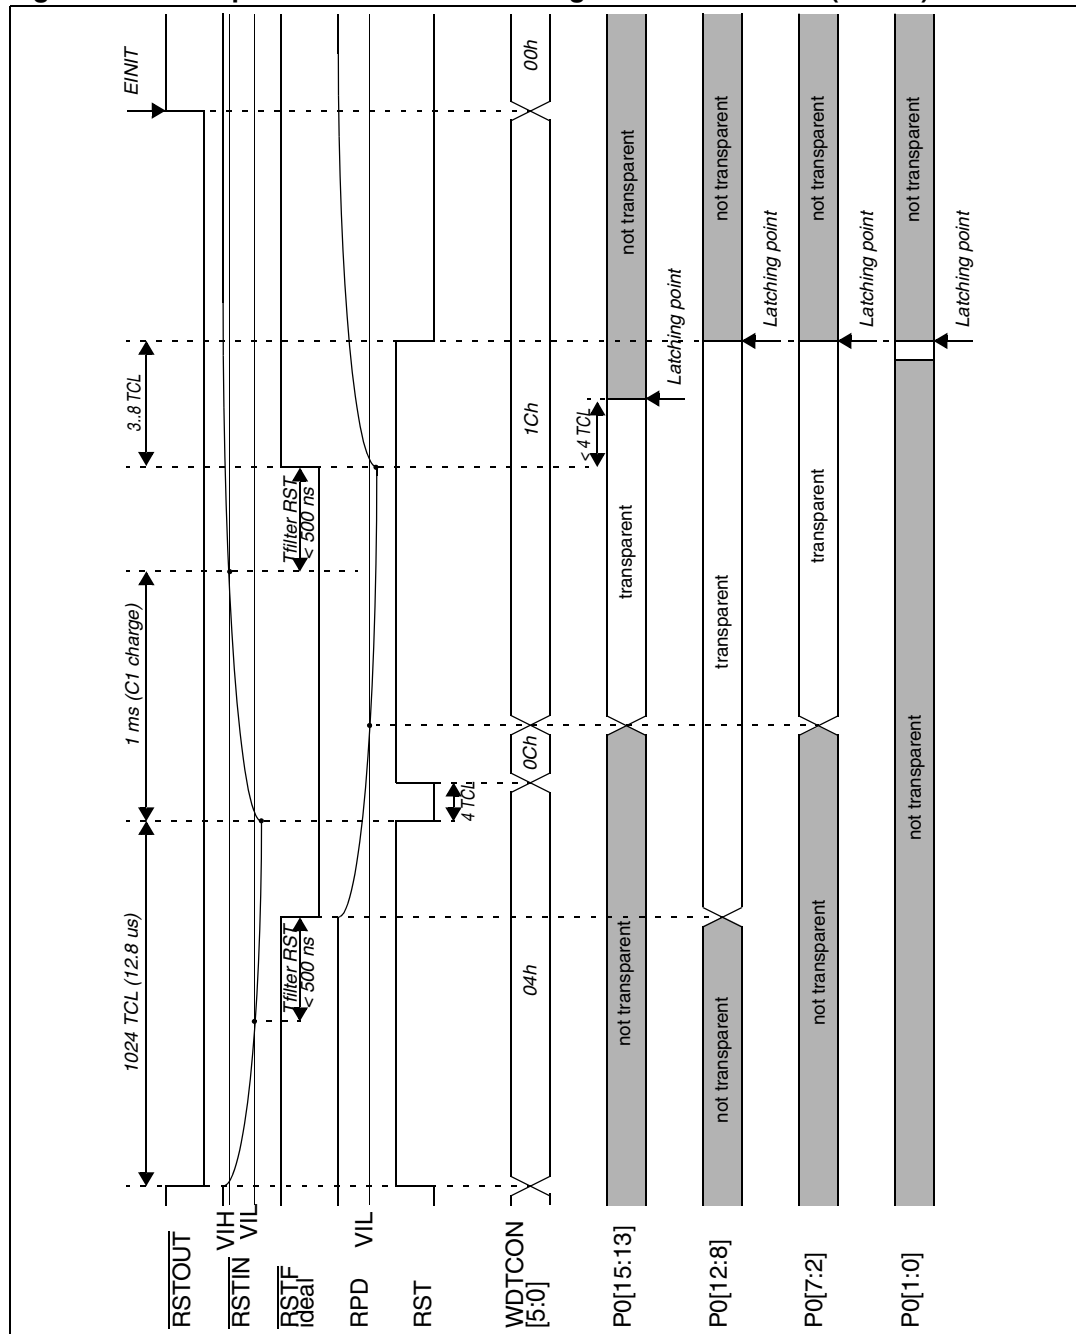 1024 TCL (12.8 us)
1 ms (C1 charge)
3..8 TCL
EINIT
RSTOUT
RSTIN
VIH
VIL
RSTF
ideal
Tfilter RST
< 500 ns
Tfilter RST
< 500 ns
RPD
VIL
RST
4 TCL
WDTCON
[5:0]
04h
0Ch
1Ch
00h
< 4 TCL
P0[15:13]
not transparent
transparent
not transparent
Latching point
P0[12:8]
not transparent
transparent
not transparent
Latching point
P0[7:2]
not transparent
transparent
not transparent
Latching point
P0[1:0]
not transparent
not transparent
Latching point